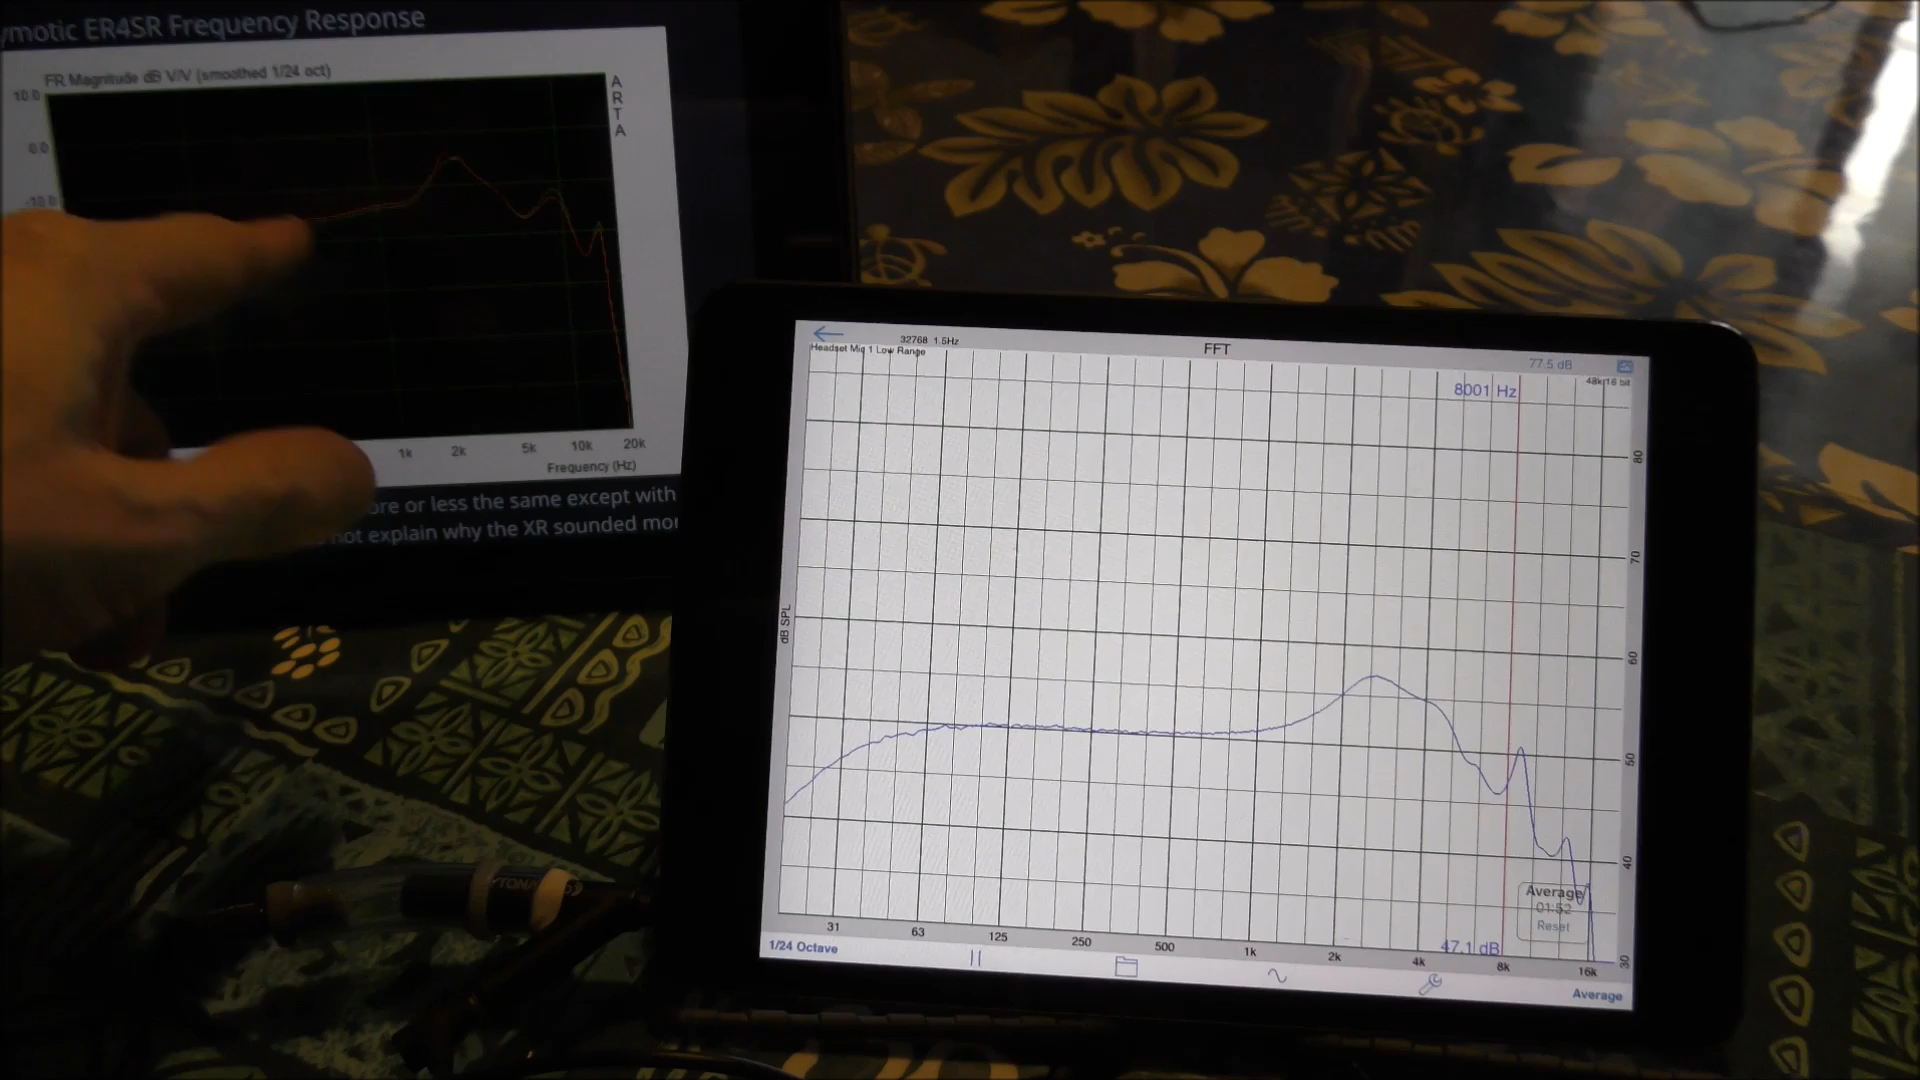 ymotic ER4SR Frequency Response
FR Magnitude dB V/V (smoothed 1/24 oct)
10.0
0.0
-10.0
A
R
T
A
1k 2k 5k 10k 20k
Frequency (Hz)
ore or less the same except with
not explain why the XR sounded mor
32768 1.5Hz
FFT
77.5 dB
Headset Mic 1 Low Range
48k/16 bit
8001 Hz
80
70
60
50
40
30
dB SPL
Average
01:52
Reset
47.1 dB
31 63 125 250 500 1k 2k 4k 8k 16k
1/24 Octave
Average